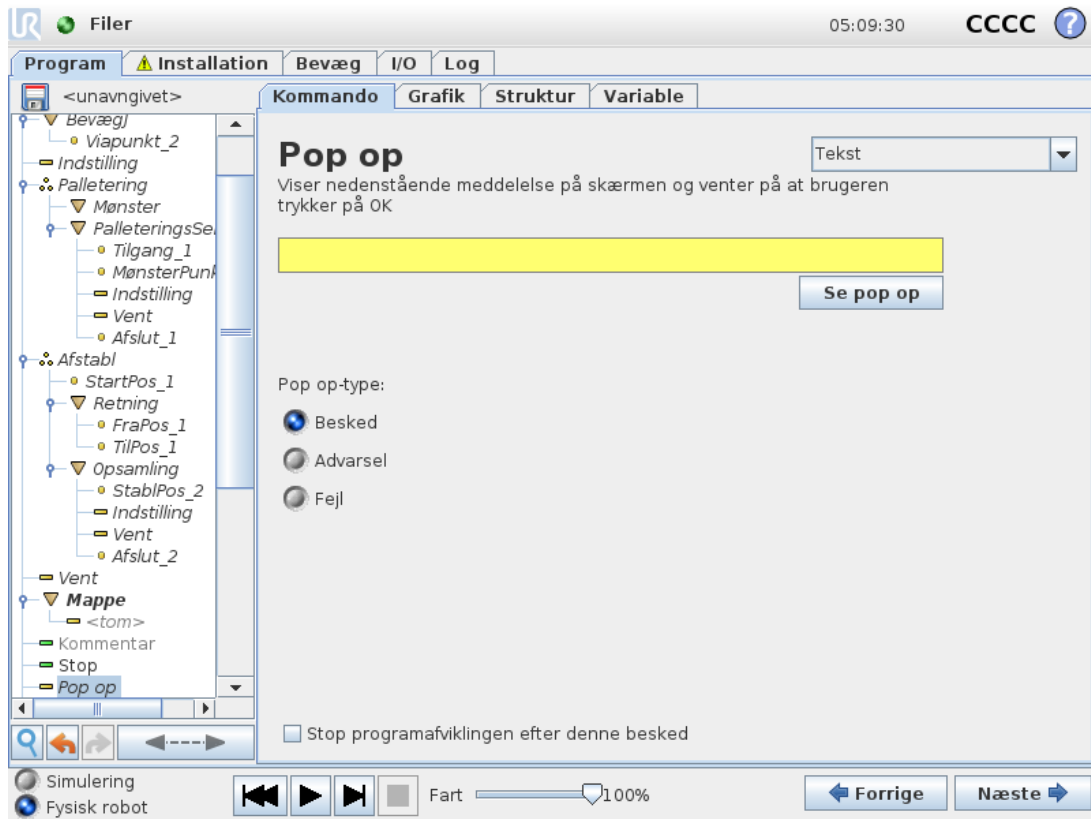 UR Filer 05:09:30 CCCC ?
Program Installation Bevæg I/O Log
<unavngivet>
Kommando Grafik Struktur Variable
BevægJ
Viapunkt_2
Indstilling
Palletering
Mønster
PalleteringsSe
Tilgang_1
MønsterPunk
Indstilling
Vent
Afslut_1
Afstabl
StartPos_1
Retning
FraPos_1
TilPos_1
Opsamling
StablPos_2
Indstilling
Vent
Afslut_2
Vent
Mappe
<tom>
Kommentar
Stop
Pop op
Pop op
Tekst
Viser nedenstående meddelelse på skærmen og venter på at brugeren
trykker på OK
Se pop op
Pop op-type:
Besked
Advarsel
Fejl
Stop programafviklingen efter denne besked
Simulering
Fysisk robot
Fart 100%
Forrige Næste